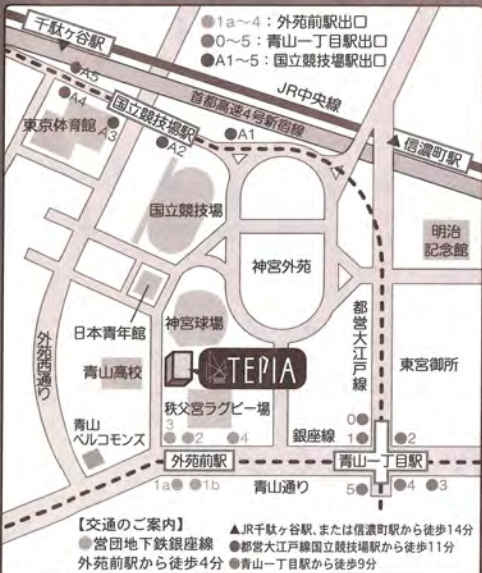 ●1a～4：外苑前駅出口
●0～5：青山一丁目駅出口
●A1～5：国立競技場駅出口
千駄ヶ谷駅
A5
A4
東京体育館
A3
国立競技場駅
A2
首都高速4号新宿線
JR中央線
A1
▲信濃町駅
国立競技場
明治
記念館
神宮外苑
日本青年館
神宮球場
都営大江戸線
外苑西通り
青山高校
TEPIA
東宮御所
秩父宮ラグビー場
青山
ベルコモンズ
3
2
4
銀座線
0
1
2
外苑前駅
青山一丁目駅
1a
1b
青山通り
5
4
3
【交通のご案内】
●営団地下鉄銀座線
外苑前駅から徒歩4分
▲JR千駄ヶ谷駅、または信濃町駅から徒歩14分
●都営大江戸線国立競技場駅から徒歩11分
●青山一丁目駅から徒歩9分